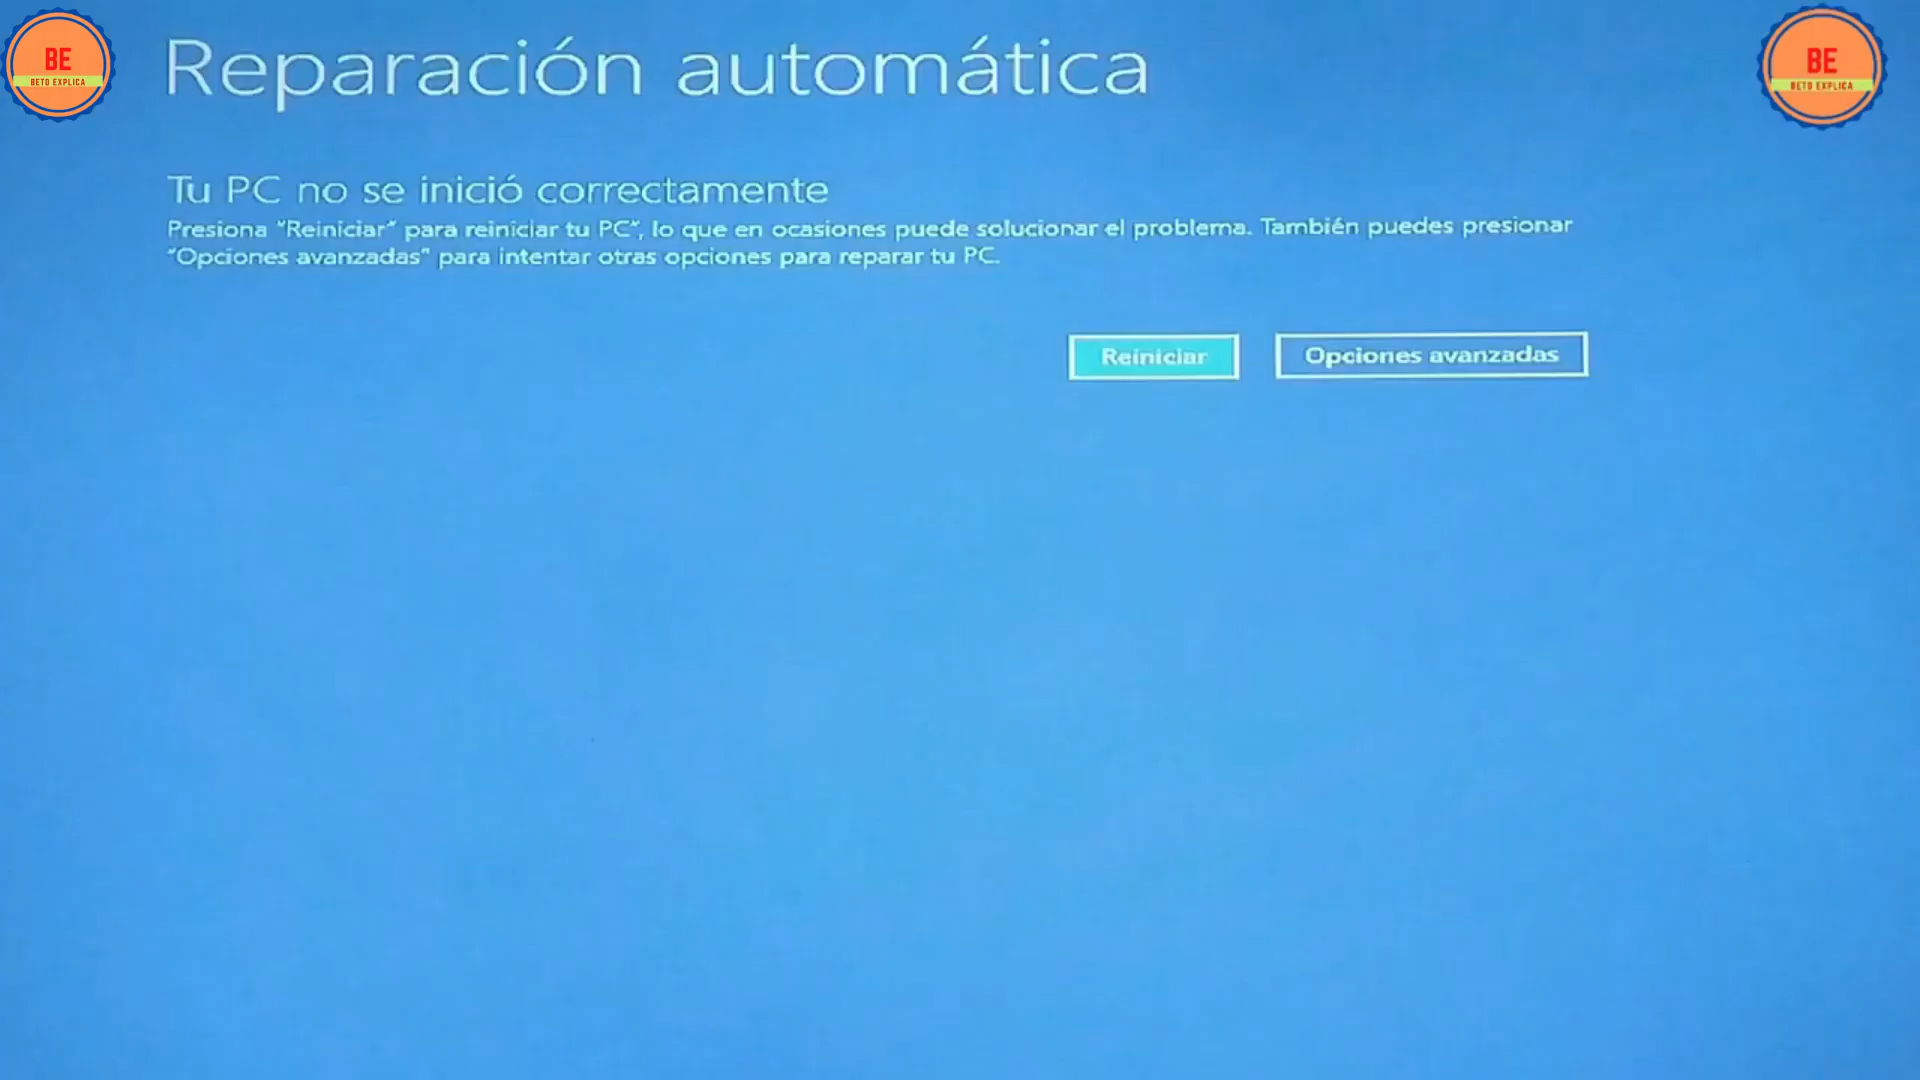 BE
BETO EXPLICA
Reparación automática
BE
BETO EXPLICA
Tu PC no se inició correctamente
Presiona "Reiniciar" para reiniciar tu PC", lo que en ocasiones puede solucionar el problema. También puedes presionar
"Opciones avanzadas" para intentar otras opciones para reparar tu PC.
Reiniciar
Opciones avanzadas